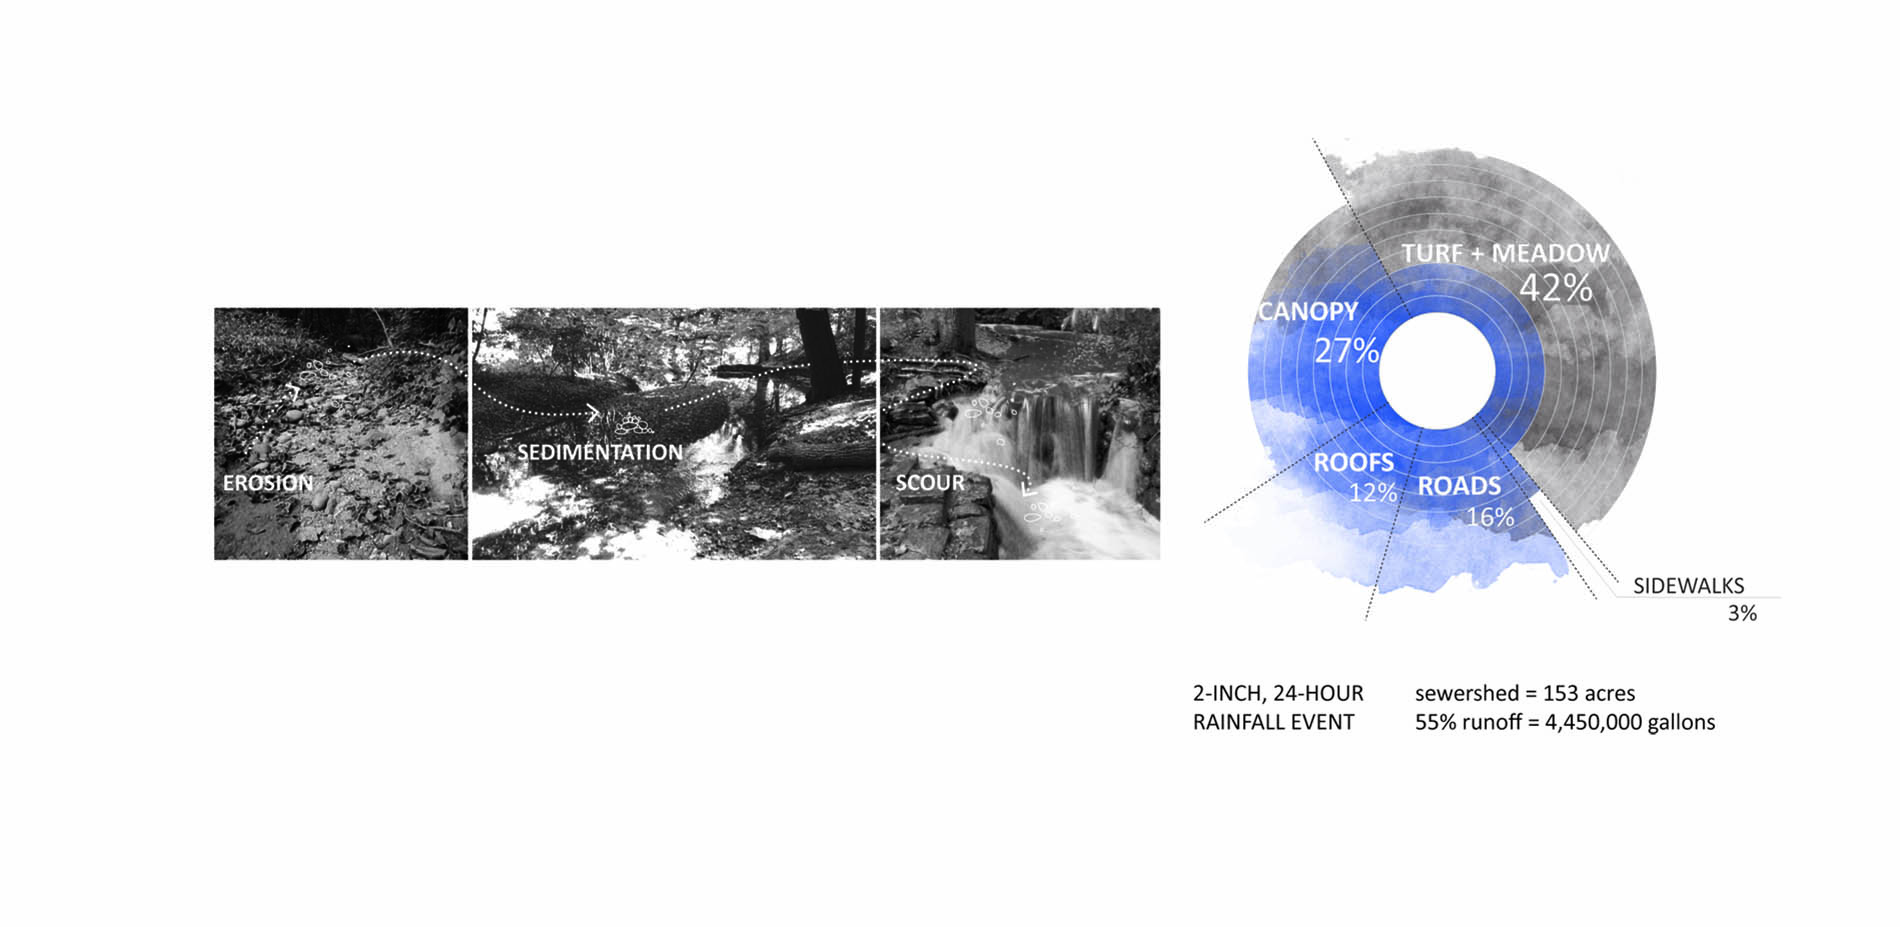 EROSION
SEDIMENTATION
SCOUR
TURF + MEADOW
42%
CANOPY
27%
ROOFS
12%
ROADS
16%
SIDEWALKS
3%
2-INCH, 24-HOUR
RAINFALL EVENT
sewershed = 153 acres
55% runoff = 4,450,000 gallons